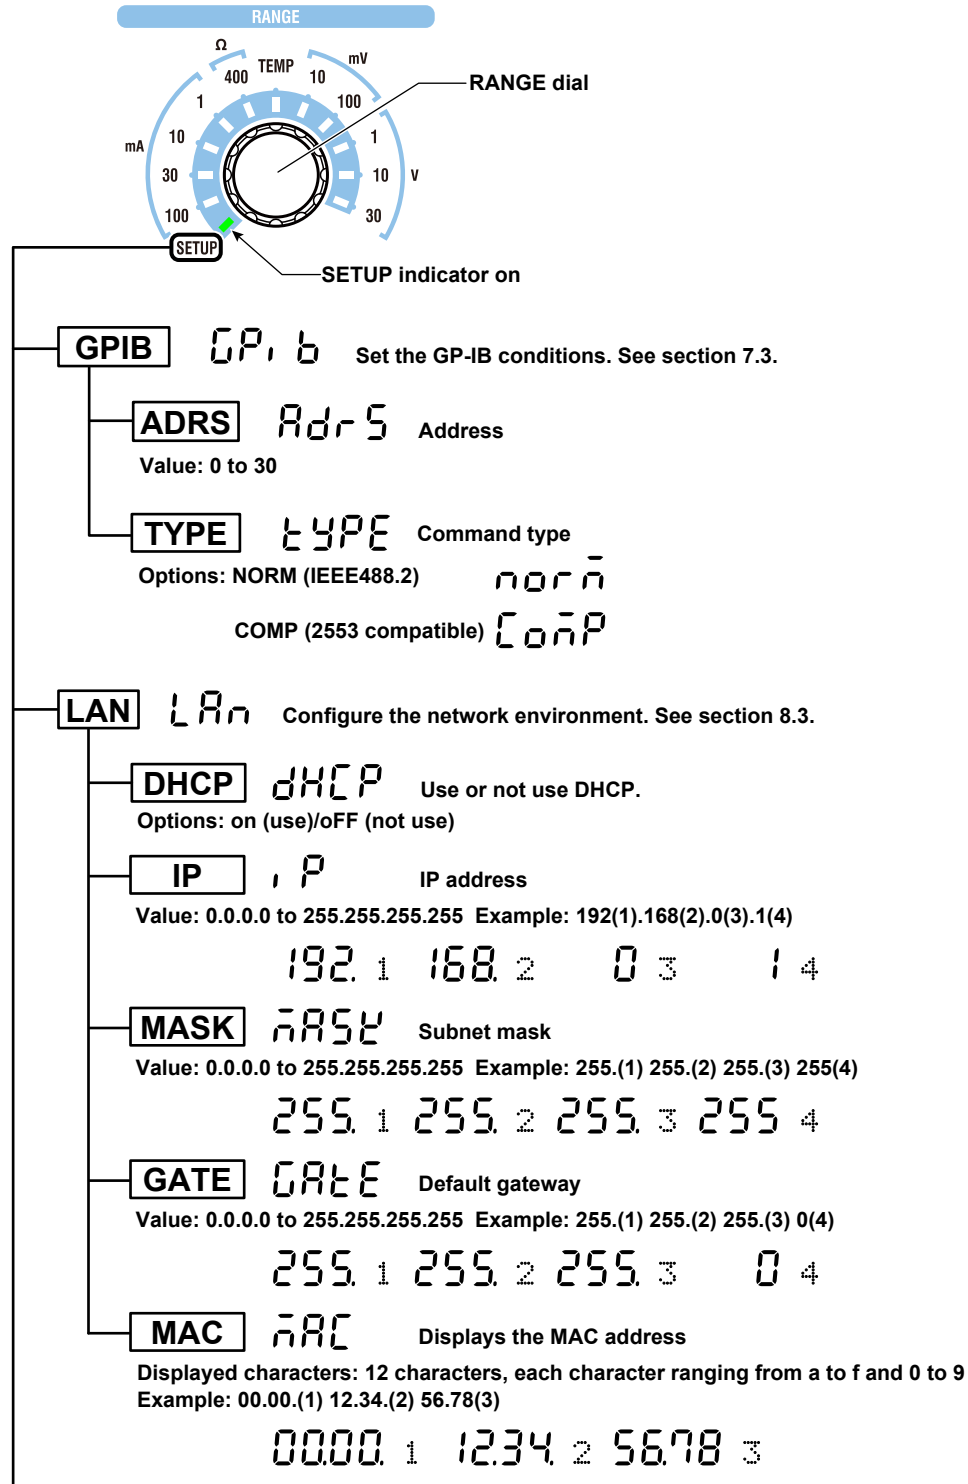 RANGE
Ω
mV
400 TEMP 10
1
100
mA
10
1
30
10
V
100
30
SETUP
RANGE dial
SETUP indicator on
GPIB GPib Set the GP-IB conditions. See section 7.3.
ADRS AdrS Address
Value: 0 to 30
TYPE tYPE Command type
Options: NORM (IEEE488.2) norm
COMP (2553 compatible) ComP
LAN LAn Configure the network environment. See section 8.3.
DHCP dHCP Use or not use DHCP.
Options: on (use)/oFF (not use)
IP iP IP address
Value: 0.0.0.0 to 255.255.255.255 Example: 192(1).168(2).0(3).1(4)
192. 1 168. 2 0 3 1 4
MASK mASK Subnet mask
Value: 0.0.0.0 to 255.255.255.255 Example: 255.(1) 255.(2) 255.(3) 255(4)
255. 1 255. 2 255. 3 255 4
GATE GAtE Default gateway
Value: 0.0.0.0 to 255.255.255.255 Example: 255.(1) 255.(2) 255.(3) 0(4)
255. 1 255. 2 255. 3 0 4
MAC mAC Displays the MAC address
Displayed characters: 12 characters, each character ranging from a to f and 0 to 9
Example: 00.00.(1) 12.34.(2) 56.78(3)
00.00. 1 12.34. 2 56.78 3